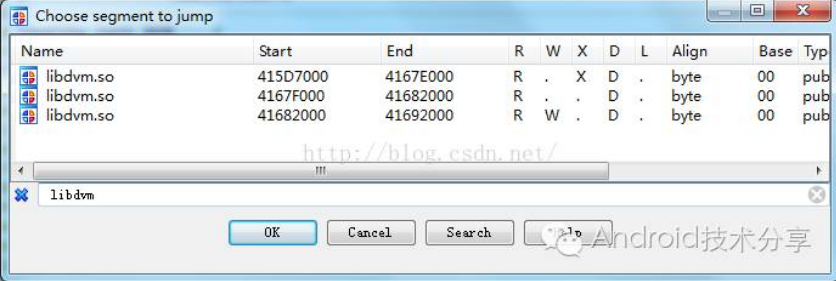 Choose segment to jump
Name Start End R W X D L Align Base Typ
libdvm.so 415D7000 4167E000 R . X D . byte 00 pub
libdvm.so 4167F000 41682000 R . . D . byte 00 pub
libdvm.so 41682000 41692000 R W . D . byte 00 pub
http://blog.csdn.net/
libdvm
OK Cancel Search Help
Android技术分享